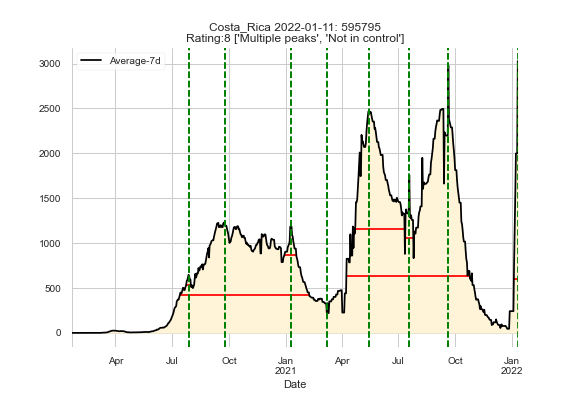 Costa_Rica 2022-01-11: 595795
Rating:8 ['Multiple peaks', 'Not in control']
Average-7d
3000
2500
2000
1500
1000
500
0
Apr Jul Oct Jan Apr Jul Oct Jan
2021 2022
Date